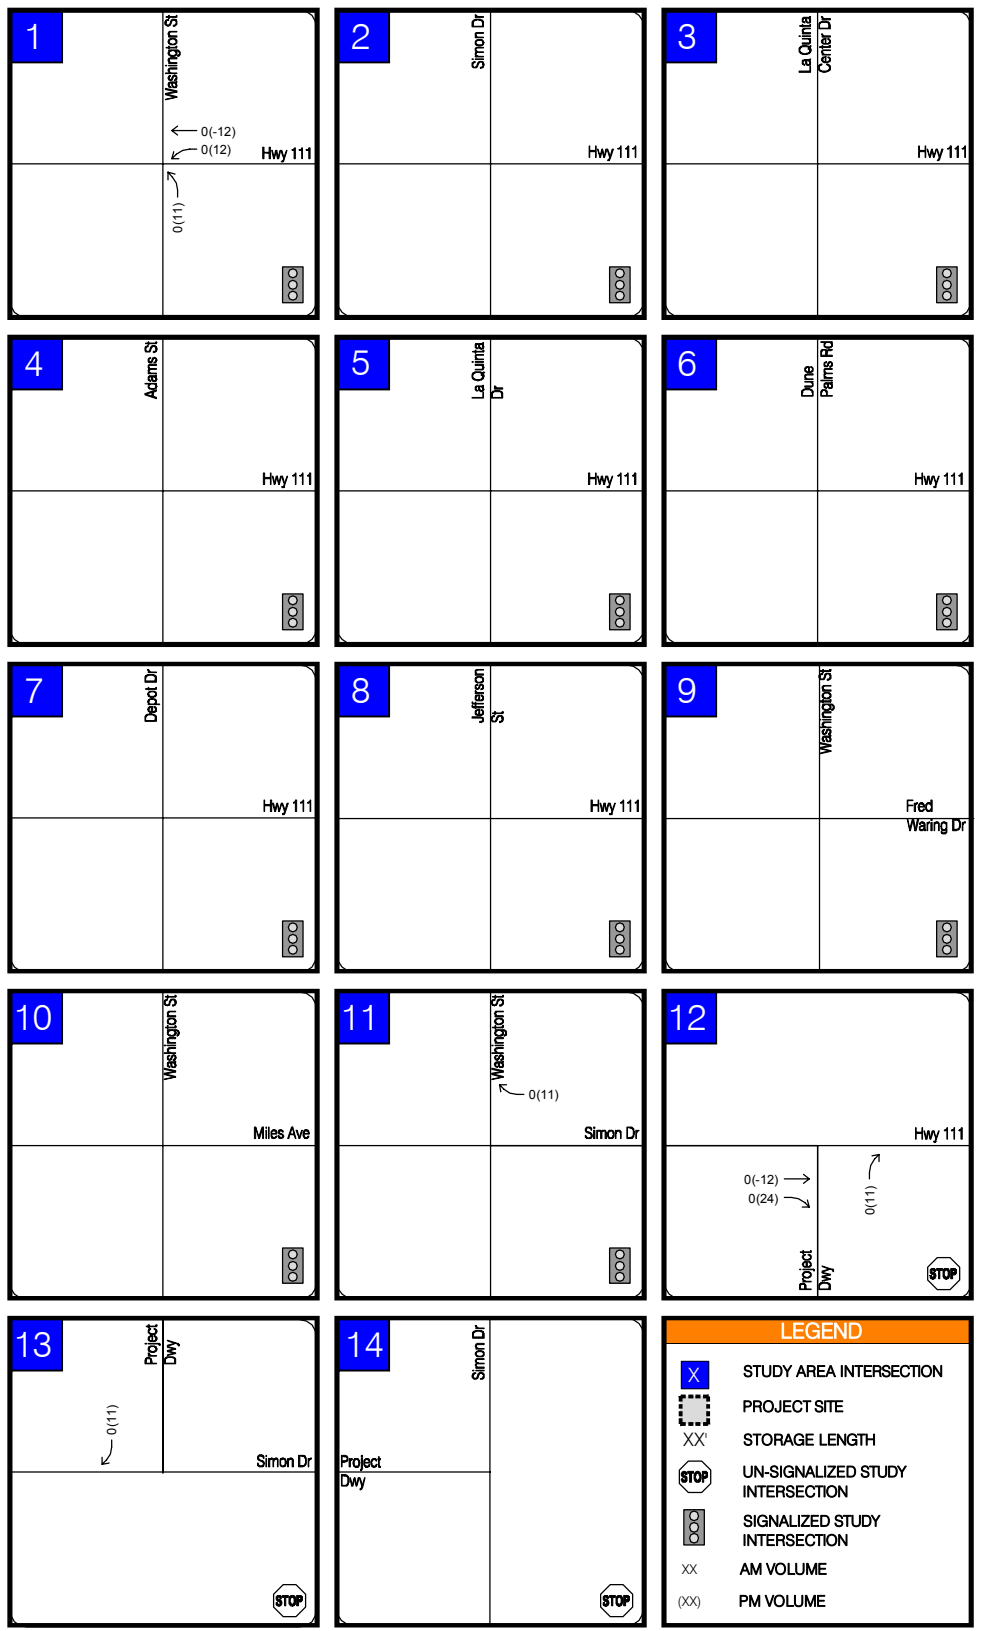 1
Washington St
0(-12)
0(12)
Hwy 111
0(11)
2
Simon Dr
Hwy 111
3
La Quinta
Center Dr
Hwy 111
4
Adams St
Hwy 111
5
La Quinta
Dr
Hwy 111
6
Dune
Palms Rd
Hwy 111
7
Depot Dr
Hwy 111
8
Jefferson
St
Hwy 111
9
Washington St
Fred
Waring Dr
10
Washington St
Miles Ave
11
Washington St
0(11)
Simon Dr
12
Hwy 111
0(-12)
0(24)
0(11)
Project
Dwy
STOP
13
Project
Dwy
0(11)
Simon Dr
STOP
14
Simon Dr
Project
Dwy
STOP
LEGEND
X STUDY AREA INTERSECTION
PROJECT SITE
XX' STORAGE LENGTH
STOP UN-SIGNALIZED STUDY
INTERSECTION
SIGNALIZED STUDY
INTERSECTION
XX AM VOLUME
(XX) PM VOLUME